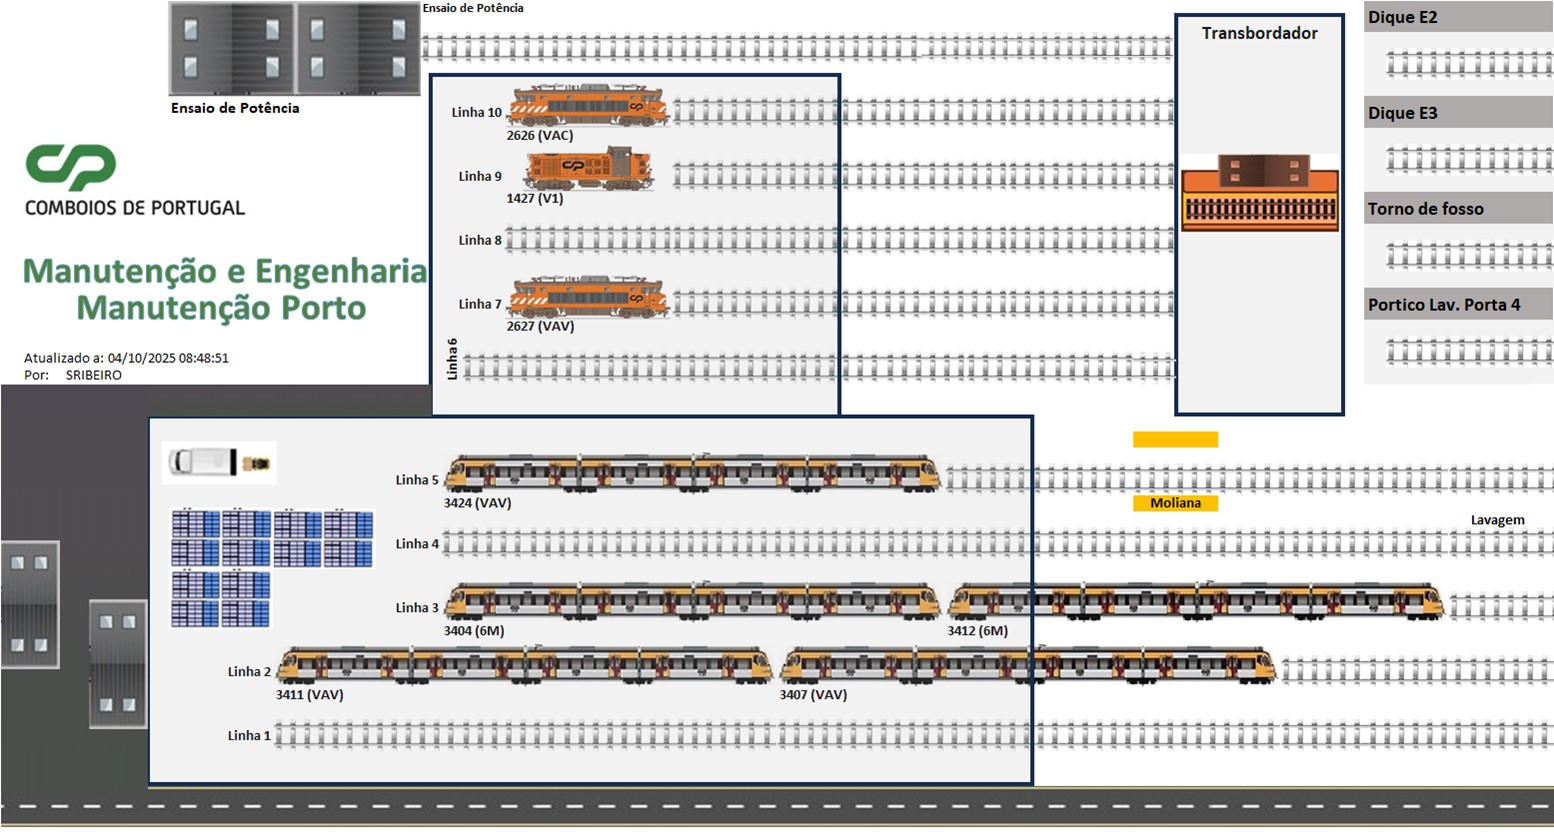 Ensaio de Potência
Ensaio de Potência
CP
COMBOIOS DE PORTUGAL
Manutenção e Engenharia
Manutenção Porto
Atualizado a: 04/10/2025 08:48:51
Por: SRIBEIRO
Linha 10
2626 (VAC)
Linha 9
1427 (V1)
Linha 8
Linha 7
2627 (VAV)
Linha6
Transbordador
Dique E2
Dique E3
Torno de fosso
Portico Lav. Porta 4
Linha 5
3424 (VAV)
Moliana
Lavagem
Linha 4
Linha 3
3404 (6M)
3412 (6M)
Linha 2
3411 (VAV)
3407 (VAV)
Linha 1